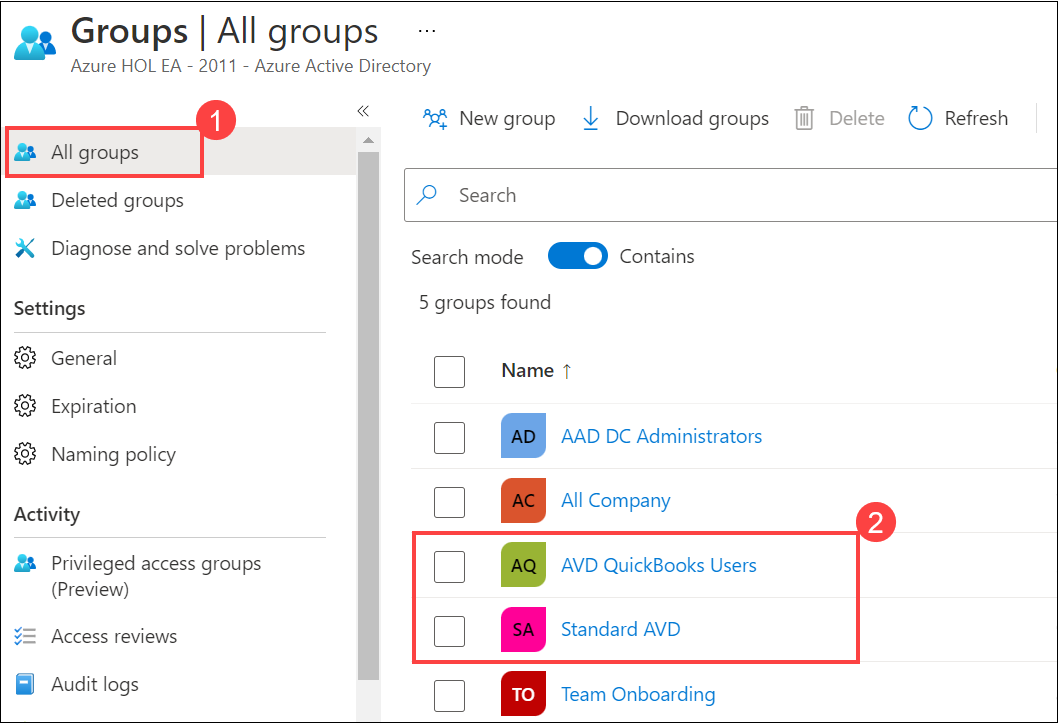 Groups | All groups ...
Azure HOL EA - 2011 - Azure Active Directory
1
All groups
Deleted groups
Diagnose and solve problems
Settings
General
Expiration
Naming policy
Activity
Privileged access groups
(Preview)
Access reviews
Audit logs
New group Download groups Delete Refresh
Search
Search mode Contains
5 groups found
Name ↑
AD AAD DC Administrators
AC All Company
2
AQ AVD QuickBooks Users
SA Standard AVD
TO Team Onboarding